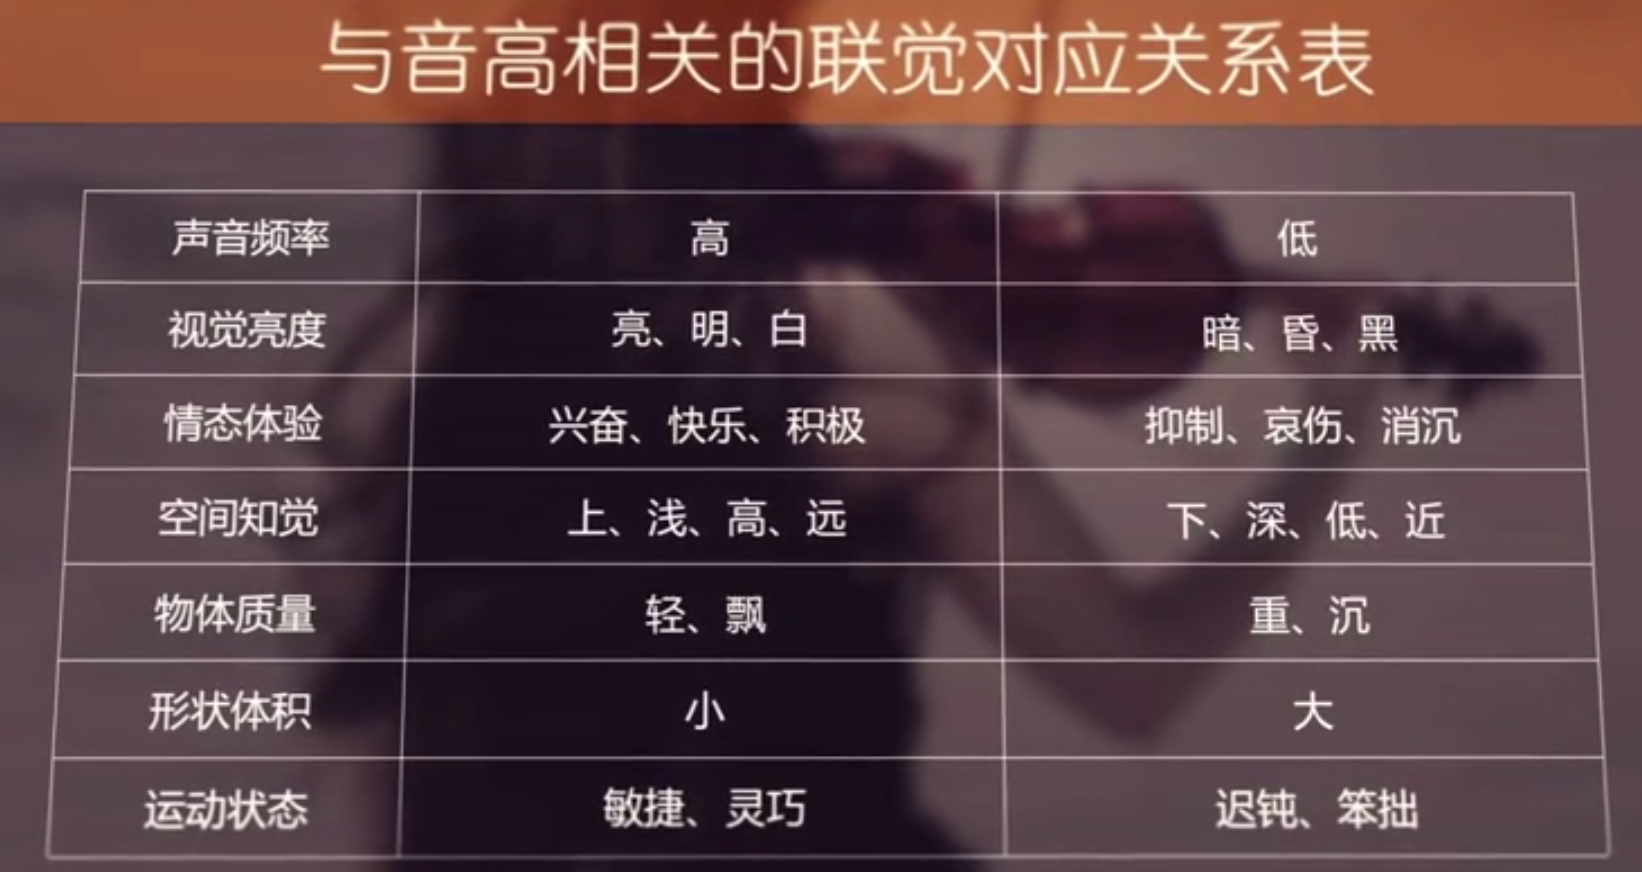 与音高相关的联觉对应关系表
声音频率 高 低
视觉亮度 亮、明、白 暗、昏、黑
情态体验 兴奋、快乐、积极 抑制、哀伤、消沉
空间知觉 上、浅、高、远 下、深、低、近
物体质量 轻、飘 重、沉
形状体积 小 大
运动状态 敏捷、灵巧 迟钝、笨拙